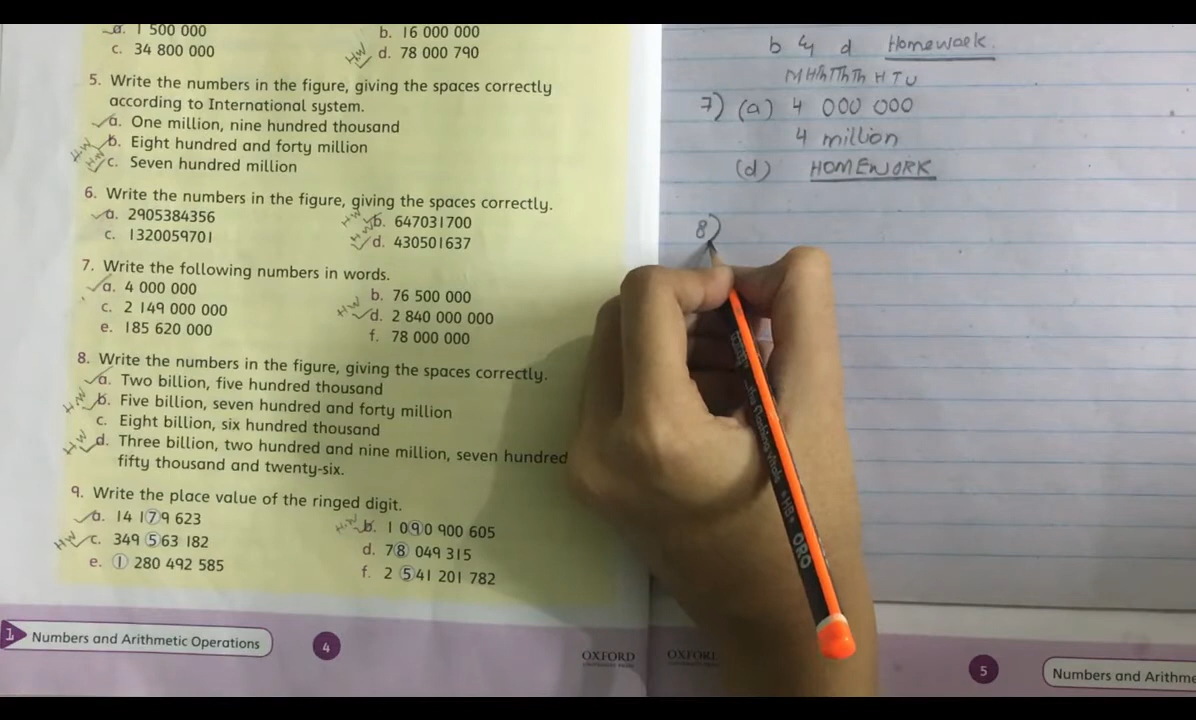 a. 1 500 000
b. 16 000 000
c. 34 800 000
HW d. 78 000 790
5. Write the numbers in the figure, giving the spaces correctly
according to International system.
a. One million, nine hundred thousand
HW b. Eight hundred and forty million
HW c. Seven hundred million
6. Write the numbers in the figure, giving the spaces correctly.
a. 2905384356
HW b. 647031700
c. 1320059701
HW d. 430501637
7. Write the following numbers in words.
a. 4 000 000
b. 76 500 000
c. 2 149 000 000
HW d. 2 840 000 000
e. 185 620 000
f. 78 000 000
8. Write the numbers in the figure, giving the spaces correctly.
a. Two billion, five hundred thousand
HW b. Five billion, seven hundred and forty million
c. Eight billion, six hundred thousand
HW d. Three billion, two hundred and nine million, seven hundred
fifty thousand and twenty-six.
9. Write the place value of the ringed digit.
a. 14 179 623
HW b. 1 090 900 605
HW c. 349 563 182
d. 78 049 315
e. 1 280 492 585
f. 2 541 201 782
1 Numbers and Arithmetic Operations
4
OXFORD
b & d Homework.
M HTh TTh Th H T U
7) (a) 4 000 000
4 million
(d) HOMEWORK
8)
HB ORO
OXFORD
5
Numbers and Arithme